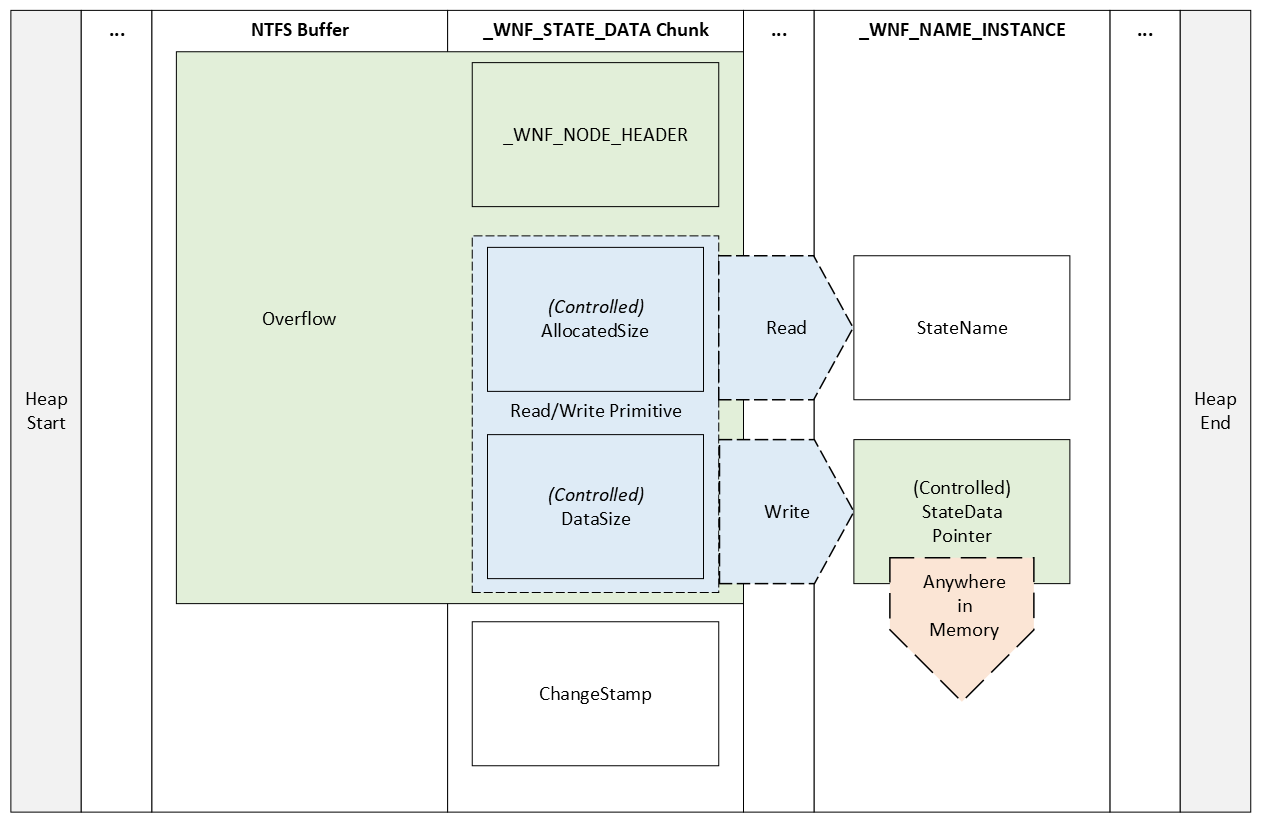 ...
NTFS Buffer
_WNF_STATE_DATA Chunk
...
_WNF_NAME_INSTANCE
...
Heap
Start
Overflow
_WNF_NODE_HEADER
(Controlled)
AllocatedSize
Read/Write Primitive
(Controlled)
DataSize
ChangeStamp
Read
Write
StateName
(Controlled)
StateData
Pointer
Anywhere
in
Memory
Heap
End